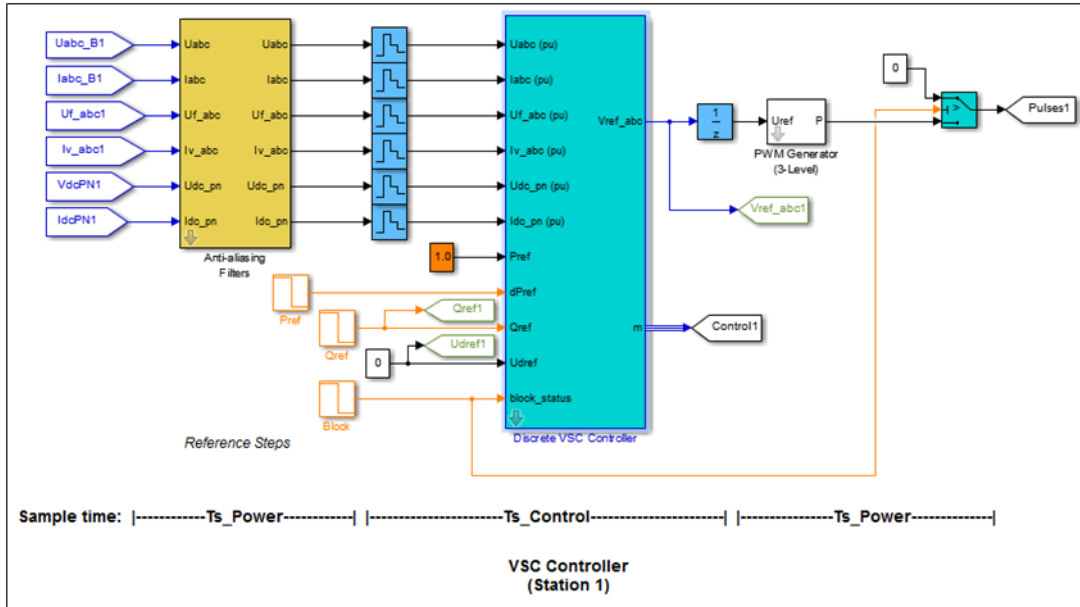 Uabc_B1
Iabc_B1
Uf_abc1
Iv_abc1
VdcPN1
IdcPN1
Uabc
Iabc
Uf_abc
Iv_abc
Udc_pn
Idc_pn
Uabc
Iabc
Uf_abc
Iv_abc
Udc_pn
Idc_pn
Anti-aliasing
Filters
Uabc (pu)
Iabc (pu)
Uf_abc (pu)
Iv_abc (pu)
Udc_pn (pu)
Idc_pn (pu)
Pref
dPref
Qref
Udref
block_status
Vref_abc
m
Discrete VSC Controller
1.0
Pref
Qref
Qref1
Udref1
0
Block
Reference Steps
1
z
Uref
P
PWM Generator
(3-Level)
0
>
Pulses1
Vref_abc1
Control1
Sample time: |------------Ts_Power------------| |-----------------------Ts_Control----------------------| |----------------Ts_Power--------------|
VSC Controller
(Station 1)